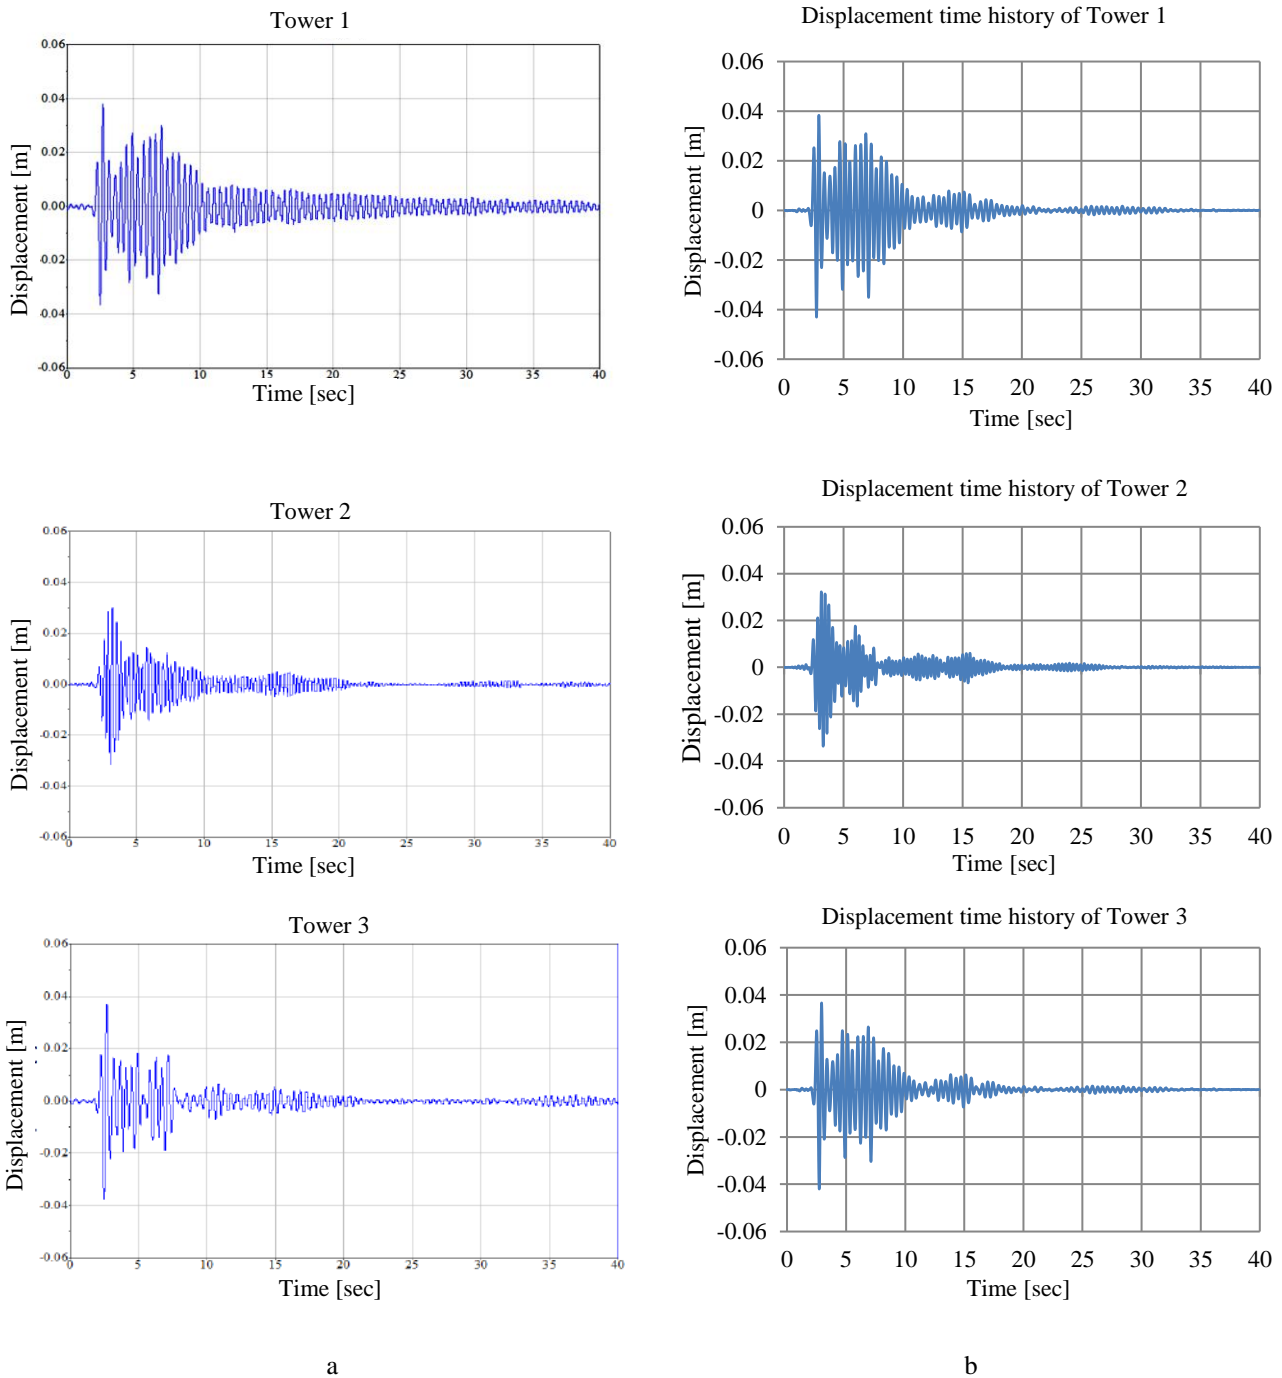 Tower 1
0.06
0.04
0.02
0.00
-0.02
-0.04
-0.06
Displacement [m]
0 5 10 15 20 25 30 35 40
Time [sec]
Displacement time history of Tower 1
0.06
0.04
0.02
0
-0.02
-0.04
-0.06
Displacement [m]
0 5 10 15 20 25 30 35 40
Time [sec]
Tower 2
0.06
0.04
0.02
0.00
-0.02
-0.04
-0.06
Displacement [m]
0 5 10 15 20 25 30 35 40
Time [sec]
Displacement time history of Tower 2
0.06
0.04
0.02
0
-0.02
-0.04
-0.06
Displacement [m]
0 5 10 15 20 25 30 35 40
Time [sec]
Tower 3
0.06
0.04
0.02
0.00
-0.02
-0.04
-0.06
Displacement [m]
0 5 10 15 20 25 30 35 40
Time [sec]
Displacement time history of Tower 3
0.06
0.04
0.02
0
-0.02
-0.04
-0.06
Displacement [m]
0 5 10 15 20 25 30 35 40
Time [sec]
a
b